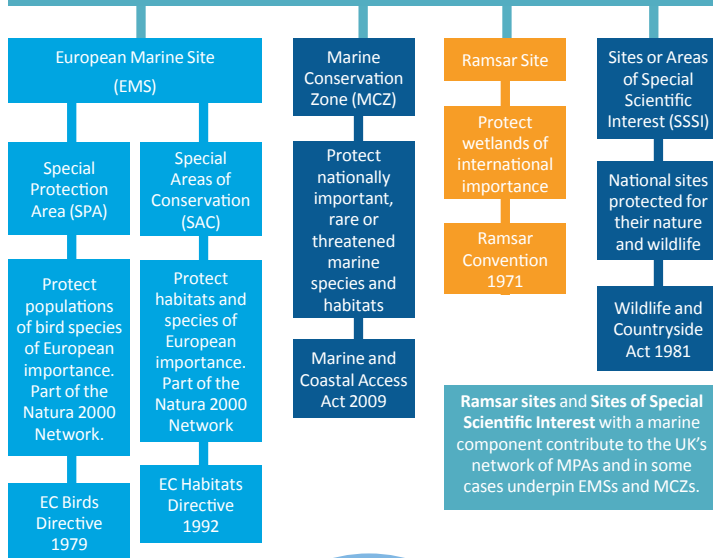 European Marine Site
(EMS)
Special
Protection
Area (SPA)
Protect
populations
of bird species
of European
importance.
Part of the
Natura 2000
Network.
EC Birds
Directive
1979
Special
Areas of
Conservation
(SAC)
Protect
habitats and
species of
European
importance.
Part of the
Natura 2000
Network
EC Habitats
Directive
1992
Marine
Conservation
Zone (MCZ)
Protect
nationally
important,
rare or
threatened
marine
species and
habitats
Marine and
Coastal Access
Act 2009
Ramsar Site
Protect
wetlands of
international
importance
Ramsar
Convention
1971
Sites or Areas
of Special
Scientific
Interest (SSSI)
National sites
protected for
their nature
and wildlife
Wildlife and
Countryside
Act 1981
Ramsar sites and Sites of Special
Scientific Interest with a marine
component contribute to the UK's
network of MPAs and in some
cases underpin EMSs and MCZs.